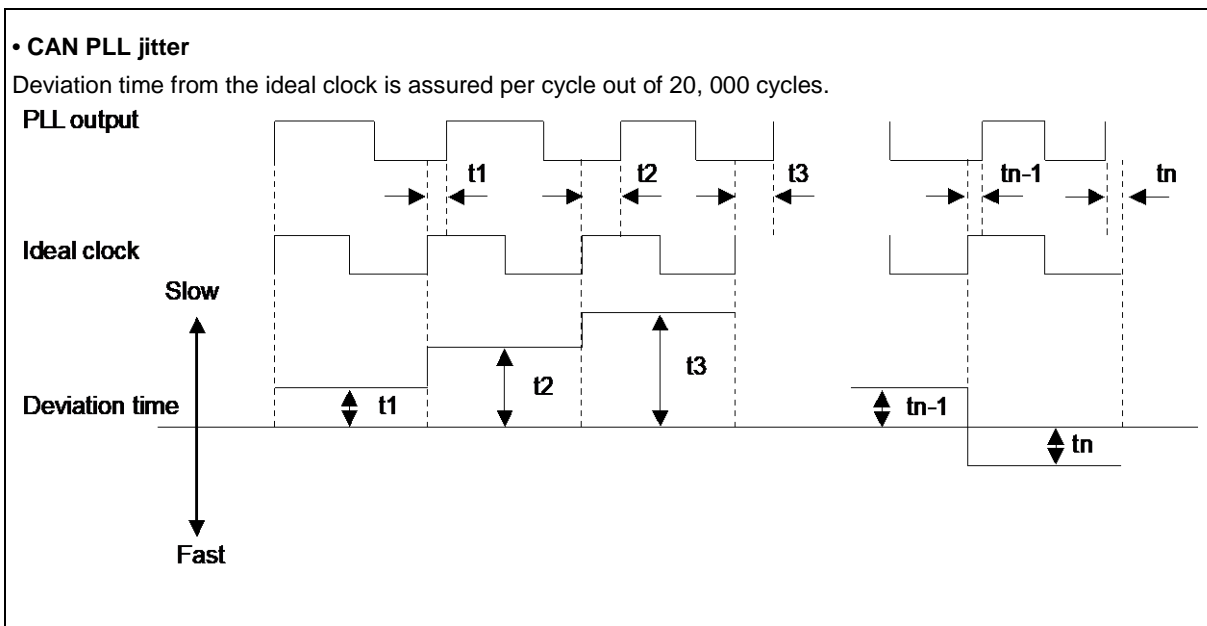 • CAN PLL jitter
Deviation time from the ideal clock is assured per cycle out of 20, 000 cycles.
PLL output
t1
t2
t3
tn-1
tn
Ideal clock
Slow
Deviation time
t1
t2
t3
tn-1
tn
Fast